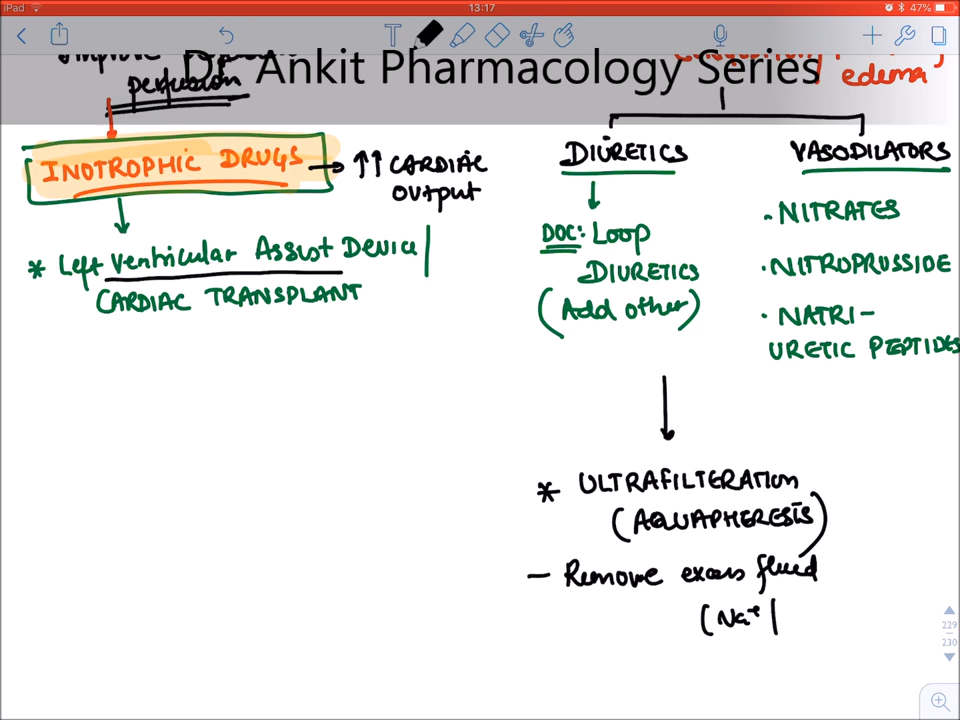 iPad
13:17
47%
Dr. Ankit Pharmacology Series
perfusion
edema
INOTROPHIC DRUGS → ↑↑ CARDIAC
OUTPUT
* Left Ventricular Assist Device/
CARDIAC TRANSPLANT
DIURETICS
DOC: Loop
DIURETICS
(Add other)
VASODILATORS
• NITRATES
• NITROPRUSSIDE
• NATRI-
URETIC PEPTIDES
* ULTRAFILTERATION
(AQUAPHERESIS)
- Remove excess fluid
(Na+/
229
230